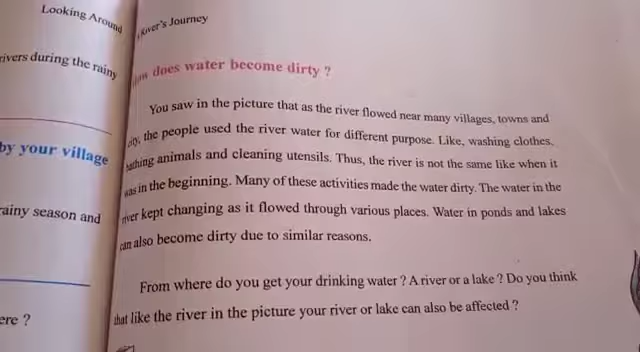 Looking Around
rivers during the rainy
by your village
rainy season and
ere ?
River's Journey
How does water become dirty ?
You saw in the picture that as the river flowed near many villages, towns and
city, the people used the river water for different purpose. Like, washing clothes,
bathing animals and cleaning utensils. Thus, the river is not the same like when it
was in the beginning. Many of these activities made the water dirty. The water in the
river kept changing as it flowed through various places. Water in ponds and lakes
can also become dirty due to similar reasons.
From where do you get your drinking water ? A river or a lake ? Do you think
that like the river in the picture your river or lake can also be affected ?